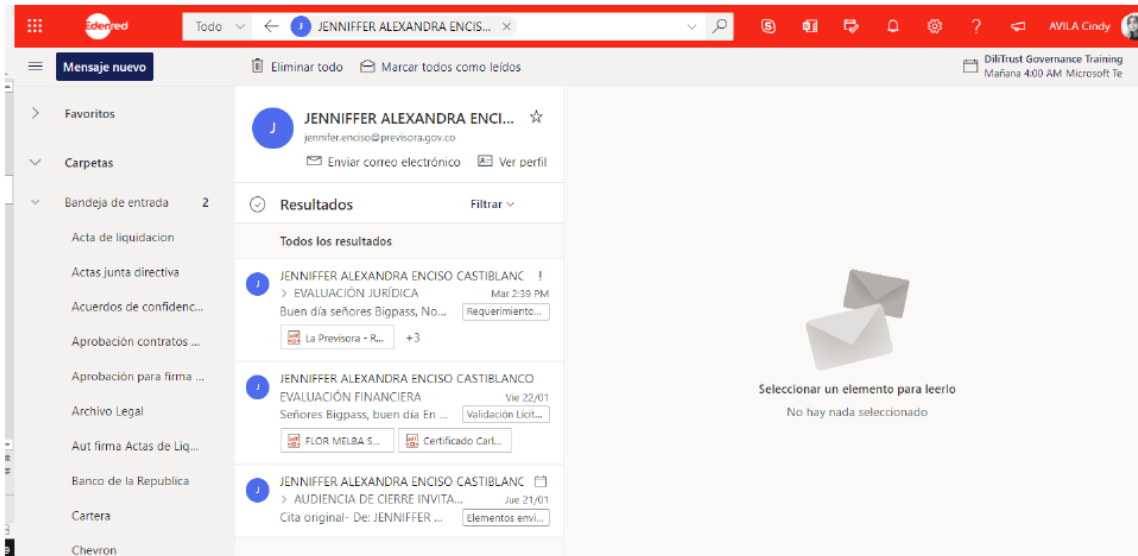 Edenred
Todo
J JENNIFFER ALEXANDRA ENCIS...
AVILA Cindy
Mensaje nuevo
Eliminar todo
Marcar todos como leídos
DiliTrust Governance Training
Mañana 4:00 AM Microsoft Te
Favoritos
Carpetas
Bandeja de entrada 2
Acta de liquidacion
Actas junta directiva
Acuerdos de confidenc...
Aprobación contratos ...
Aprobación para firma ...
Archivo Legal
Aut firma Actas de Liq...
Banco de la Republica
Cartera
Chevron
J
JENNIFFER ALEXANDRA ENCI...
jennifer.enciso@previsora.gov.co
Enviar correo electrónico
Ver perfil
Resultados
Filtrar
Todos los resultados
J
JENNIFFER ALEXANDRA ENCISO CASTIBLANC !
> EVALUACIÓN JURÍDICA Mar 2:39 PM
Buen día señores Bigpass, No... Requerimiento...
La Previsora - R... +3
J
JENNIFFER ALEXANDRA ENCISO CASTIBLANCO
EVALUACIÓN FINANCIERA Vie 22/01
Señores Bigpass, buen día En ... Validación Licit...
FLOR MELBA S... Certificado Carl...
J
JENNIFFER ALEXANDRA ENCISO CASTIBLANC
> AUDIENCIA DE CIERRE INVITA... Jue 21/01
Cita original- De: JENNIFFER ... Elementos envi...
Seleccionar un elemento para leerlo
No hay nada seleccionado